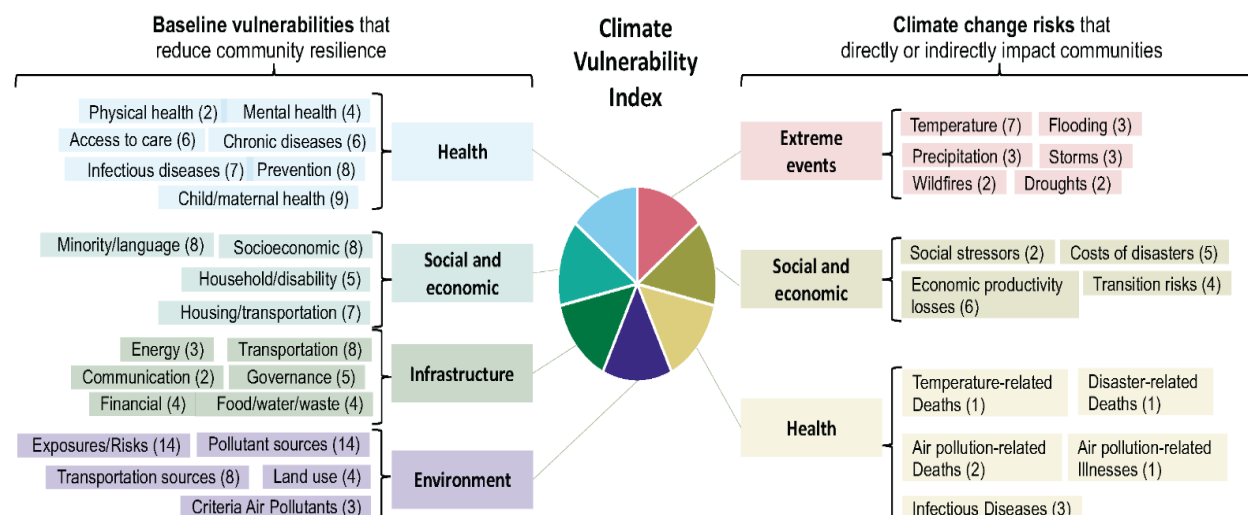 Baseline vulnerabilities that
reduce community resilience
Climate
Vulnerability
Index
Climate change risks that
directly or indirectly impact communities
Physical health (2)
Mental health (4)
Access to care (6)
Chronic diseases (6)
Infectious diseases (7)
Prevention (8)
Child/maternal health (9)
Health
Minority/language (8)
Socioeconomic (8)
Household/disability (5)
Housing/transportation (7)
Social and
economic
Energy (3)
Transportation (8)
Communication (2)
Governance (5)
Financial (4)
Food/water/waste (4)
Infrastructure
Exposures/Risks (14)
Pollutant sources (14)
Transportation sources (8)
Land use (4)
Criteria Air Pollutants (3)
Environment
Extreme
events
Temperature (7)
Flooding (3)
Precipitation (3)
Storms (3)
Wildfires (2)
Droughts (2)
Social and
economic
Social stressors (2)
Costs of disasters (5)
Economic productivity
losses (6)
Transition risks (4)
Health
Temperature-related
Deaths (1)
Disaster-related
Deaths (1)
Air pollution-related
Deaths (2)
Air pollution-related
Illnesses (1)
Infectious Diseases (3)